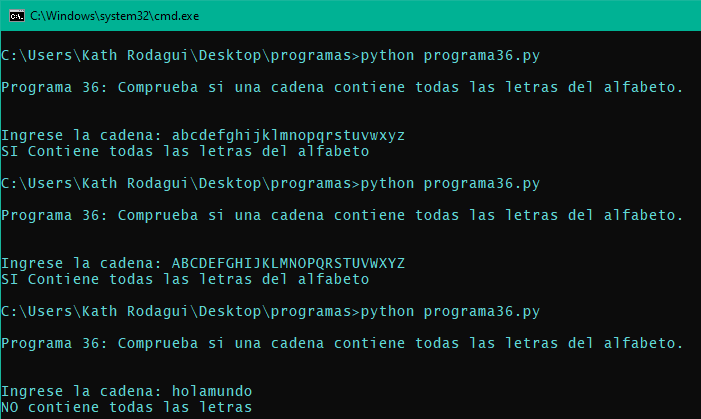 C:\Windows\system32\cmd.exe
C:\Users\Kath Rodagui\Desktop\programas>python programa36.py
Programa 36: Comprueba si una cadena contiene todas las letras del alfabeto.
Ingrese la cadena: abcdefghijklmnopqrstuvwxyz
SI Contiene todas las letras del alfabeto
C:\Users\Kath Rodagui\Desktop\programas>python programa36.py
Programa 36: Comprueba si una cadena contiene todas las letras del alfabeto.
Ingrese la cadena: ABCDEFGHIJKLMNOPQRSTUVWXYZ
SI Contiene todas las letras del alfabeto
C:\Users\Kath Rodagui\Desktop\programas>python programa36.py
Programa 36: Comprueba si una cadena contiene todas las letras del alfabeto.
Ingrese la cadena: holamundo
NO contiene todas las letras